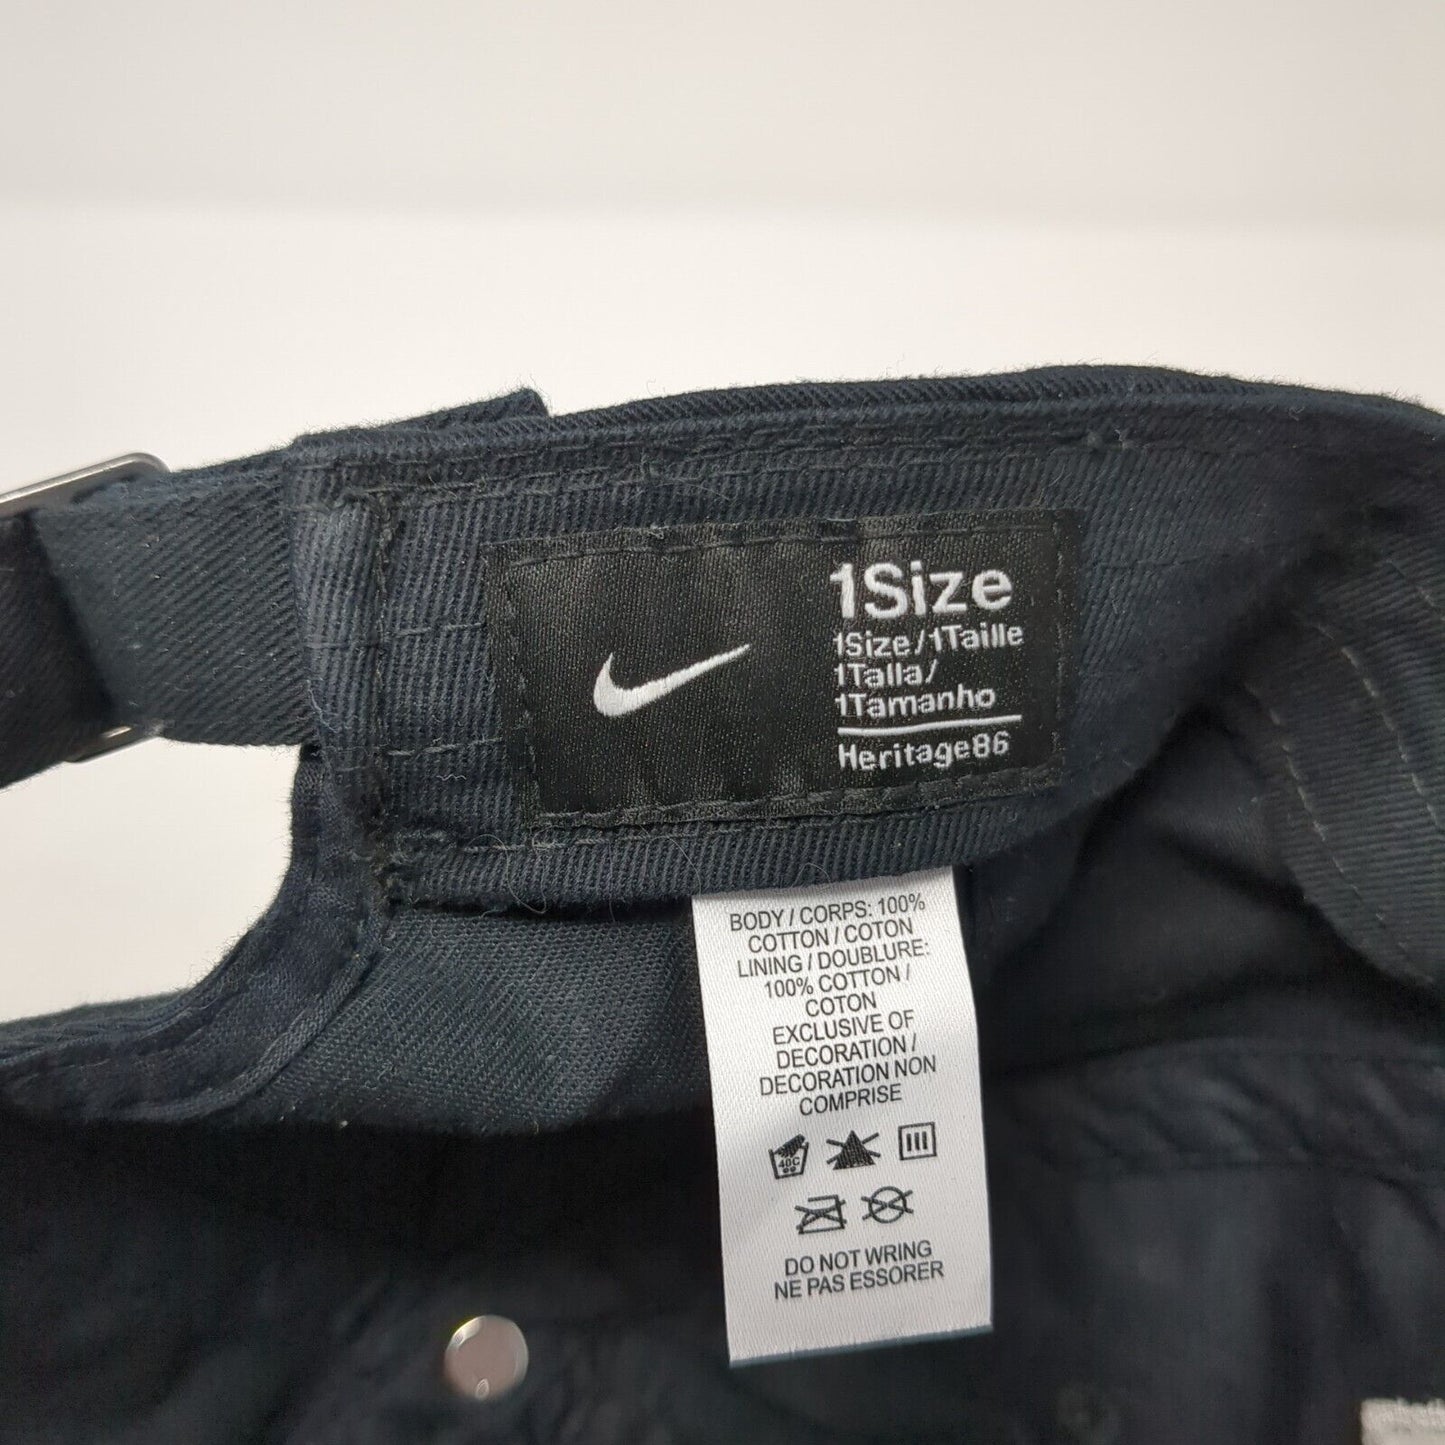 1Size
1Size/1Taille
1Talla/
1Tamanho
Heritage86
BODY / CORPS: 100%
COTTON / COTON
LINING / DOUBLURE:
100% COTTON /
COTON
EXCLUSIVE OF
DECORATION /
DECORATION NON
COMPRISE
40C
DO NOT WRING
NE PAS ESSORER